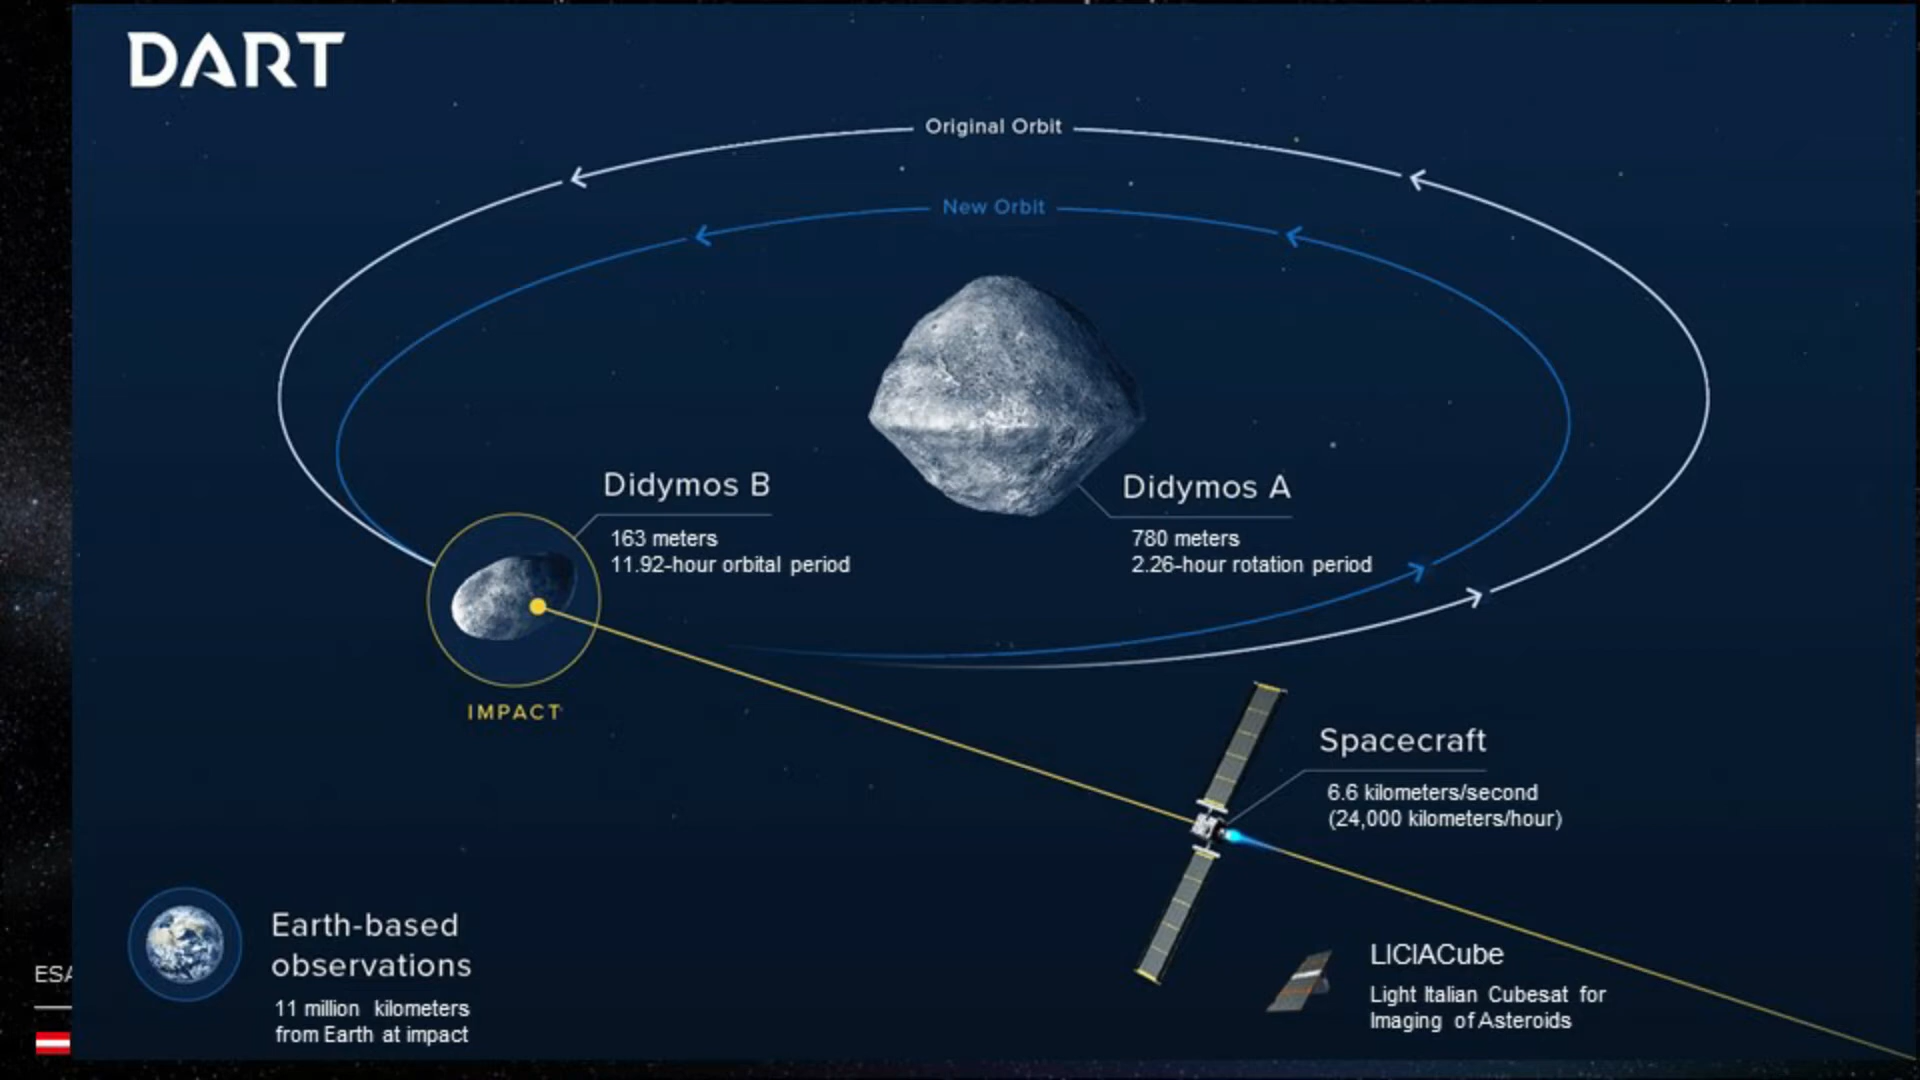 DART
Original Orbit
New Orbit
Didymos B
163 meters
11.92-hour orbital period
Didymos A
780 meters
2.26-hour rotation period
IMPACT
Spacecraft
6.6 kilometers/second
(24,000 kilometers/hour)
LICIACube
Light Italian Cubesat for
Imaging of Asteroids
Earth-based
observations
11 million kilometers
from Earth at impact
ESA